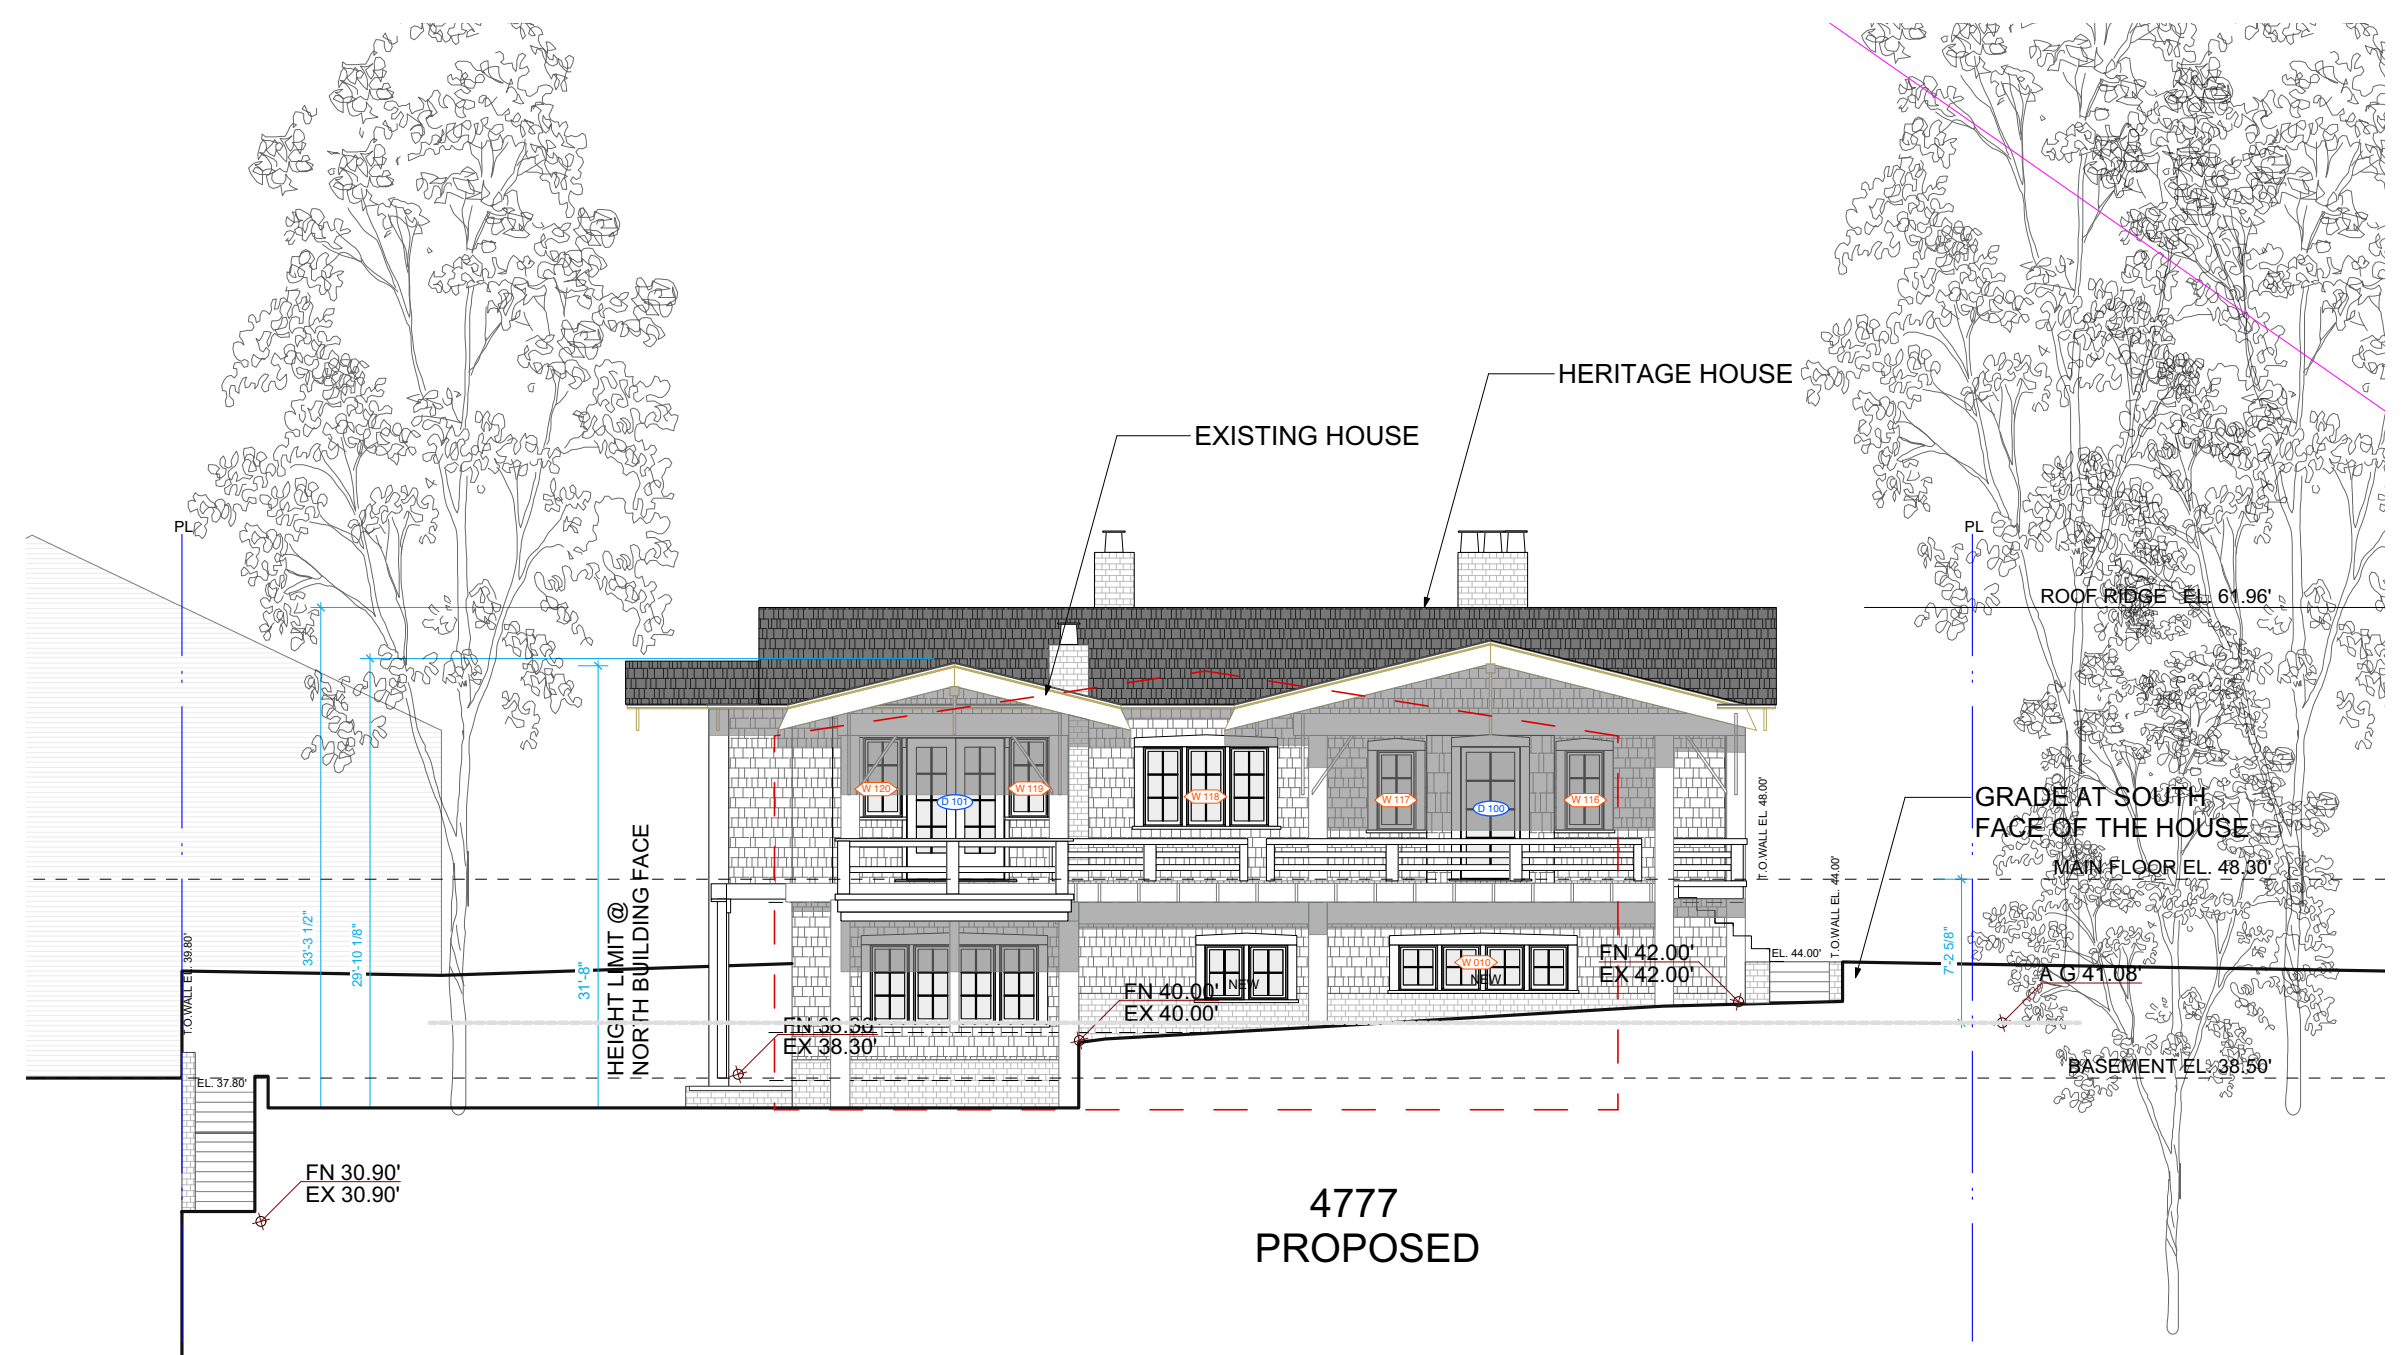 HERITAGE HOUSE
EXISTING HOUSE
PL
PL
ROOF RIDGE EL. 61.96'
W 120
D 101
W 119
W 118
W 117
D 100
W 116
T.O.WALL EL. 48.00'
GRADE AT SOUTH
FACE OF THE HOUSE
MAIN FLOOR EL. 48.30'
T.O.WALL EL. 44.00'
HEIGHT LIMIT @
NORTH BUILDING FACE
33'-3 1/2"
29'-10 1/8"
31'-8"
T.O.WALL EL. 39.80'
7'-2 5/8"
FN 42.00'
EX 42.00'
EL. 44.00'
W 010
NEW
NEW
A G 41.08'
FN 40.00'
EX 40.00'
FN 38.30'
EX 38.30'
BASEMENT EL. 38.50'
EL. 37.80'
FN 30.90'
EX 30.90'
4777
PROPOSED